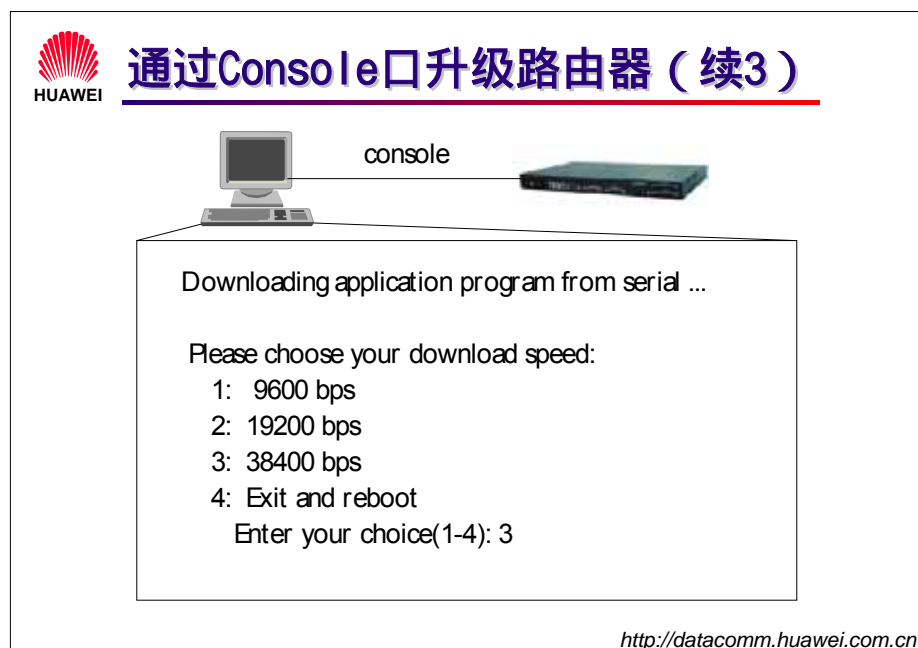 通过Console口升级路由器（续3）
HUAWEI
console
Downloading application program from serial ...
Please choose your download speed:
1: 9600 bps
2: 19200 bps
3: 38400 bps
4: Exit and reboot
Enter your choice(1-4): 3
http://datacomm.huawei.com.cn